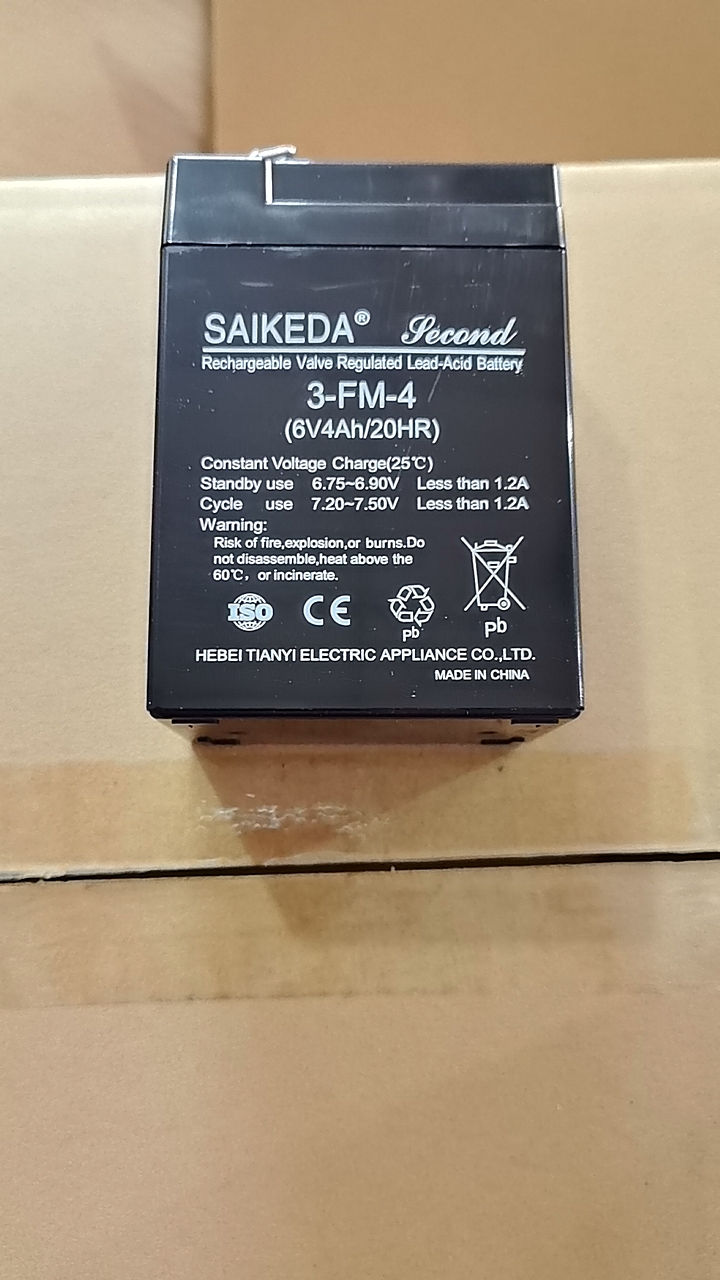 SAIKEDA® Second
Rechargeable Valve Regulated Lead-Acid Battery
3-FM-4
(6V4Ah/20HR)
Constant Voltage Charge(25℃)
Standby use 6.75~6.90V Less than 1.2A
Cycle use 7.20~7.50V Less than 1.2A
Warning:
Risk of fire,explosion,or burns.Do
not disassemble,heat above the
60℃，or incinerate.
ISO CE Pb Pb
HEBEI TIANYI ELECTRIC APPLIANCE CO.,LTD.
MADE IN CHINA